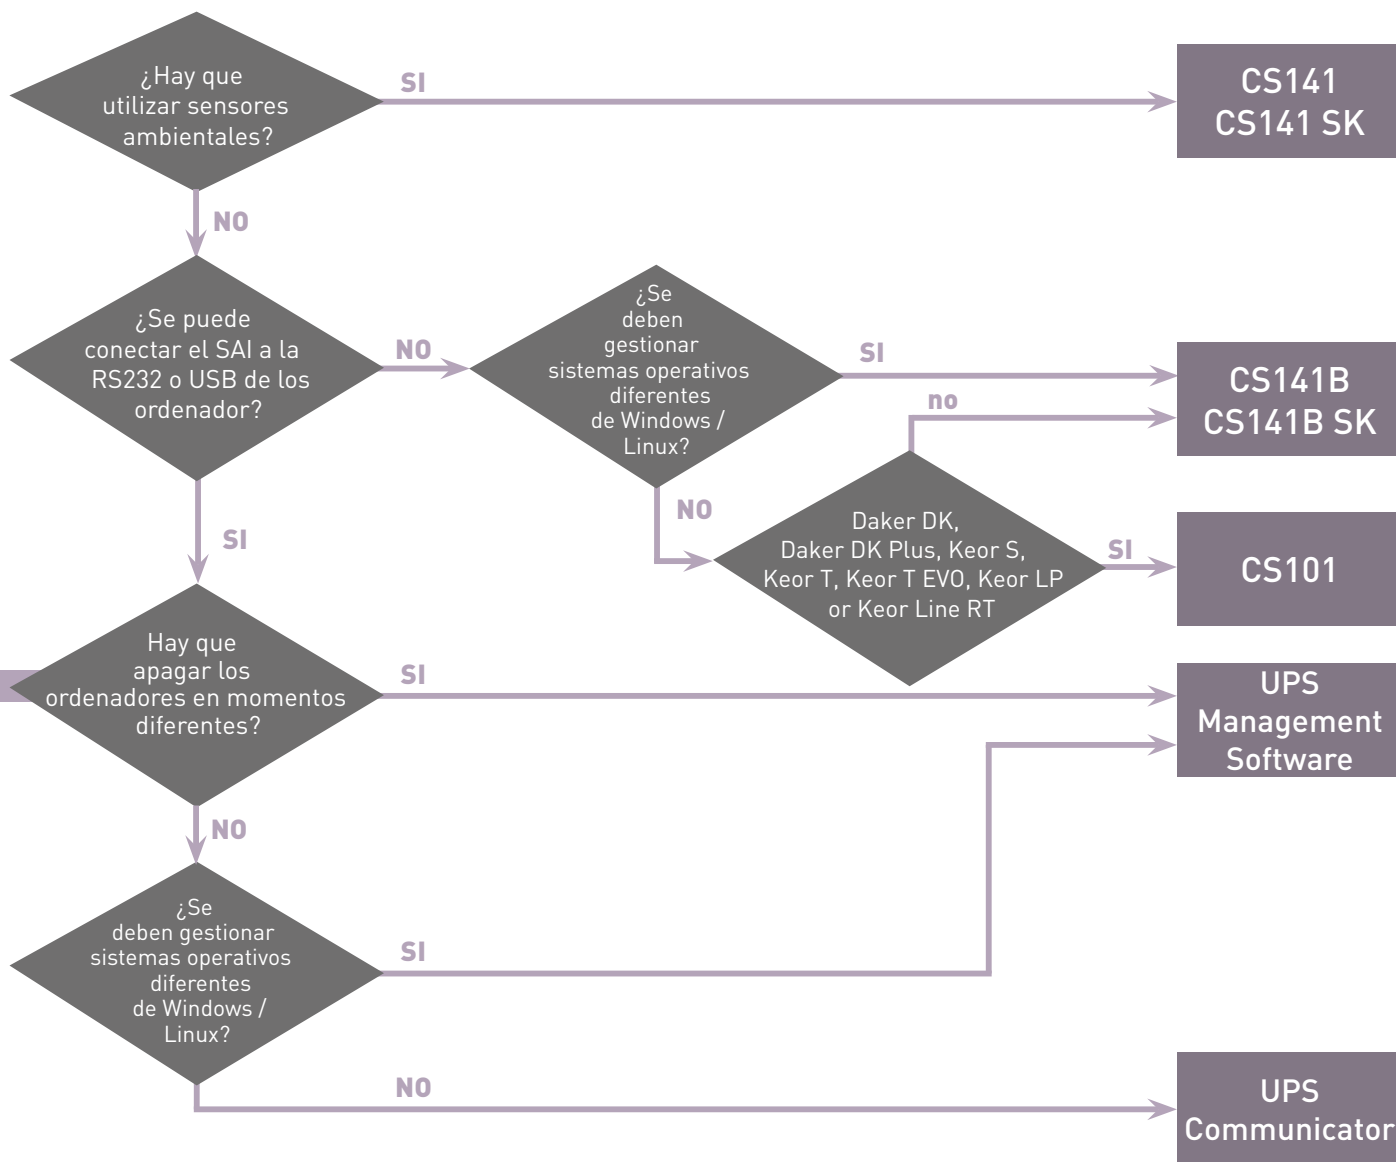 ¿Hay que
utilizar sensores
ambientales?
SI
CS141
CS141 SK
NO
¿Se puede
conectar el SAI a la
RS232 o USB de los
ordenador?
NO
¿Se
deben
gestionar
sistemas operativos
diferentes
de Windows /
Linux?
SI
CS141B
CS141B SK
no
NO
Daker DK,
Daker DK Plus, Keor S,
Keor T, Keor T EVO, Keor LP
or Keor Line RT
SI
CS101
SI
Hay que
apagar los
ordenadores en momentos
diferentes?
SI
UPS
Management
Software
NO
¿Se
deben gestionar
sistemas operativos
diferentes
de Windows /
Linux?
SI
NO
UPS
Communicator